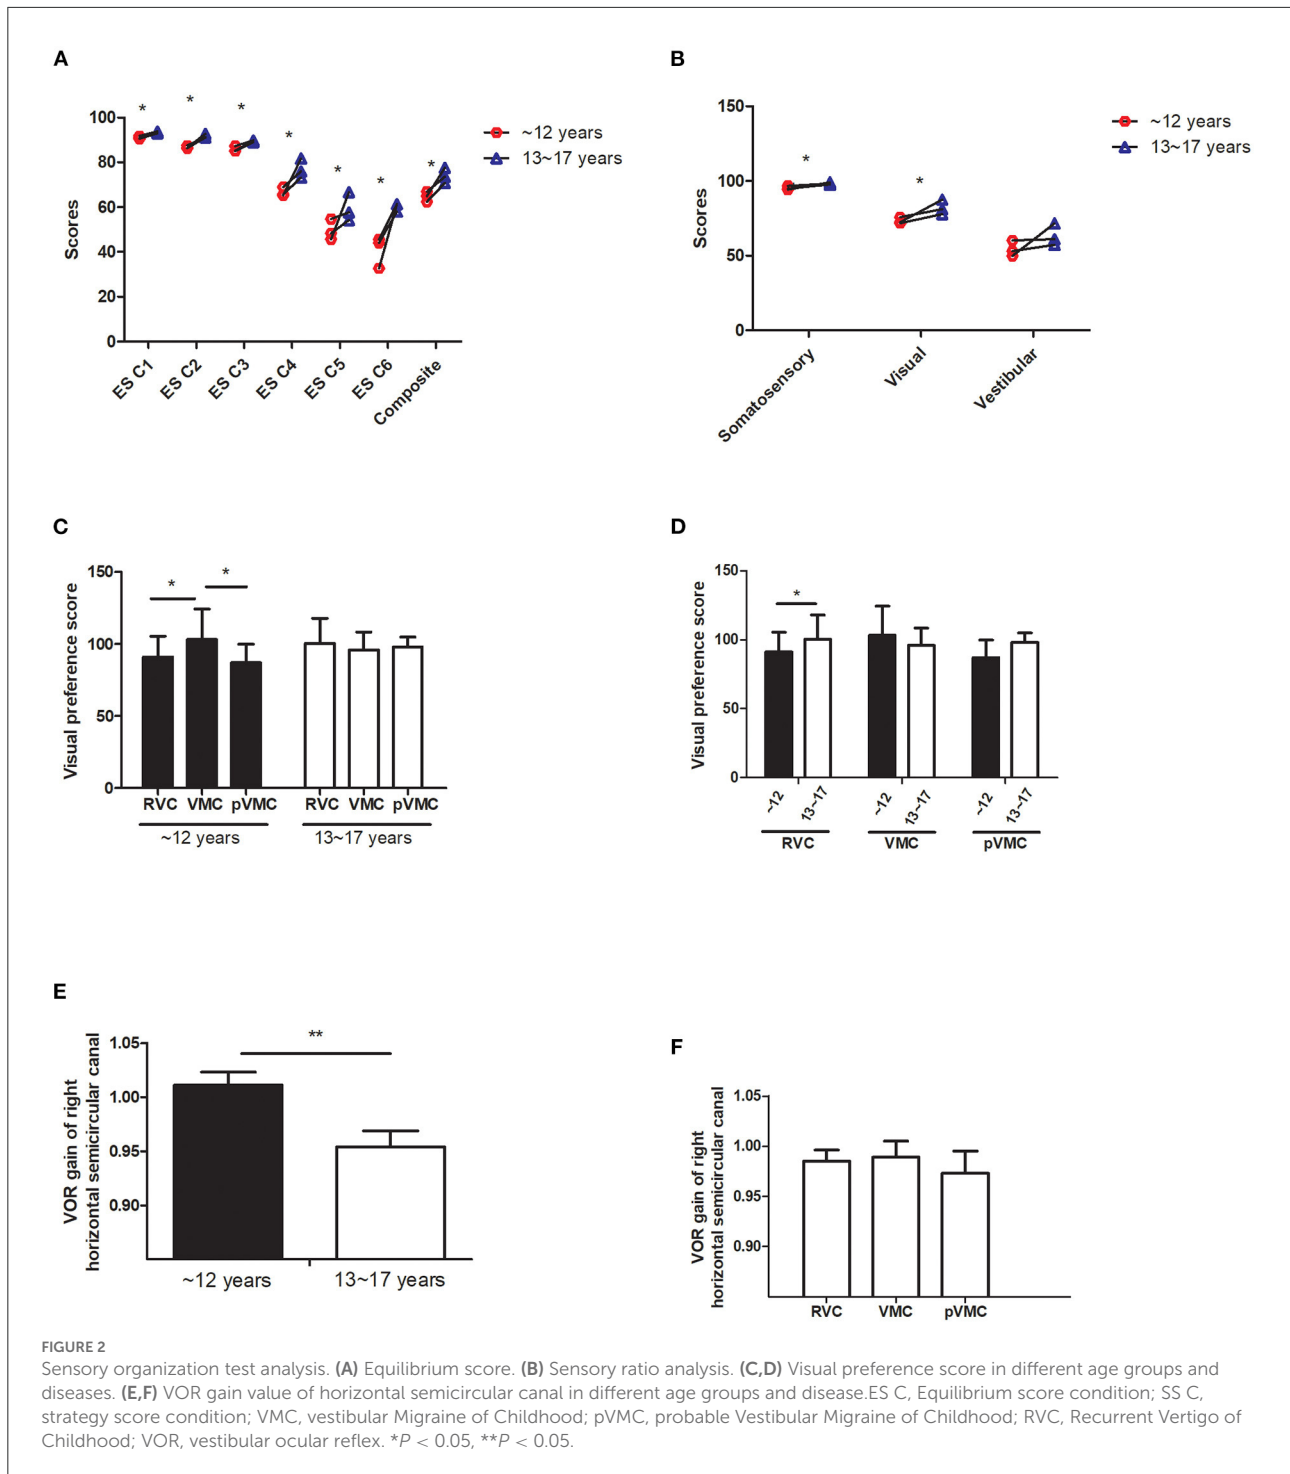 A
*
*
*
*
*
*
*
100
80
60
40
20
0
Scores
ES C1
ES C2
ES C3
ES C4
ES C5
ES C6
Composite
~12 years
13~17 years
B
*
*
150
100
50
0
Scores
Somatosensory
Visual
Vestibular
~12 years
13~17 years
C
*
*
150
100
50
0
Visual preference score
RVC VMC pVMC RVC VMC pVMC
~12 years 13~17 years
D
*
150
100
50
0
Visual preference score
~12 13~17 ~12 13~17 ~12 13~17
RVC VMC pVMC
E
**
1.05
1.00
0.95
0.90
VOR gain of right
horizontal semicircular canal
~12 years 13~17 years
F
1.05
1.00
0.95
0.90
VOR gain of right
horizontal semicircular canal
RVC VMC pVMC
FIGURE 2
Sensory organization test analysis. (A) Equilibrium score. (B) Sensory ratio analysis. (C,D) Visual preference score in different age groups and
diseases. (E,F) VOR gain value of horizontal semicircular canal in different age groups and disease.ES C, Equilibrium score condition; SS C,
strategy score condition; VMC, vestibular Migraine of Childhood; pVMC, probable Vestibular Migraine of Childhood; RVC, Recurrent Vertigo of
Childhood; VOR, vestibular ocular reflex. *P < 0.05, **P < 0.05.